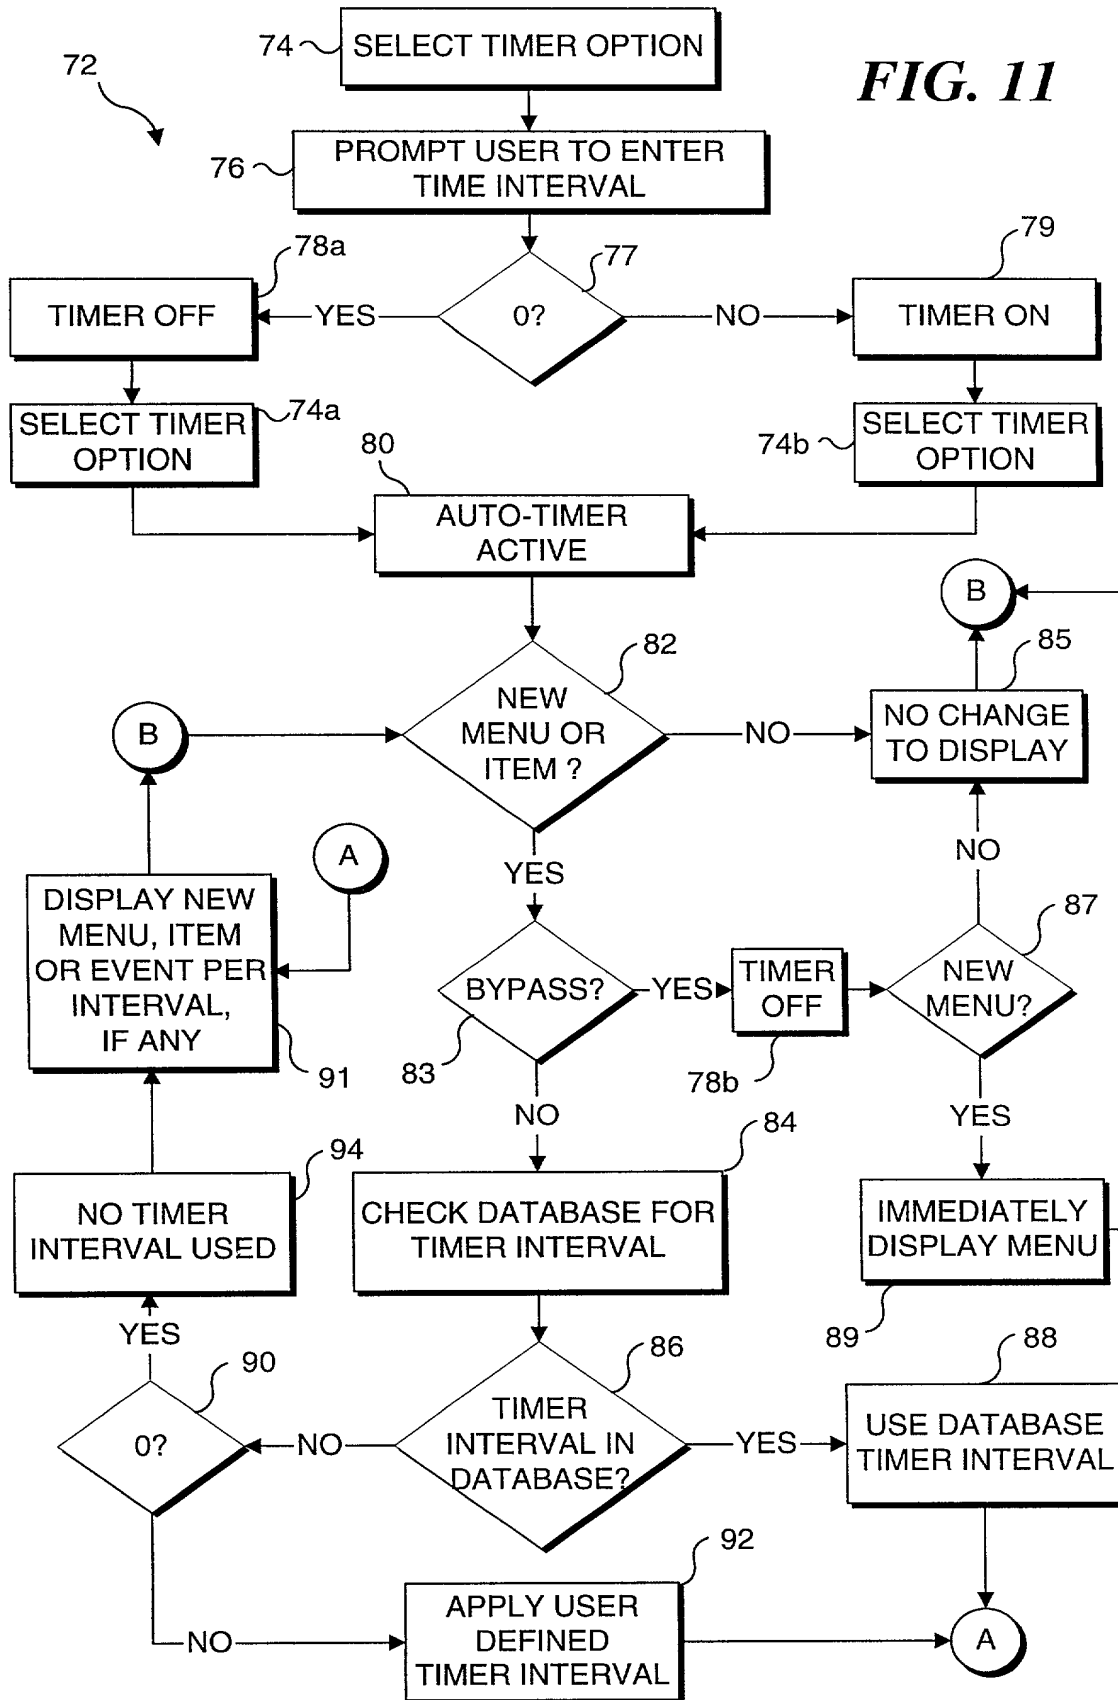 74
SELECT TIMER OPTION
72
FIG. 11
76
PROMPT USER TO ENTER
TIME INTERVAL
78a
77
79
TIMER OFF
YES
0?
NO
TIMER ON
74a
SELECT TIMER
OPTION
74b
SELECT TIMER
OPTION
80
AUTO-TIMER
ACTIVE
B
82
85
NEW
MENU OR
ITEM ?
B
NO
NO CHANGE
TO DISPLAY
A
YES
NO
DISPLAY NEW
MENU, ITEM
OR EVENT PER
INTERVAL,
IF ANY
87
BYPASS?
YES
TIMER
OFF
NEW
MENU?
83
91
78b
NO
YES
94
84
NO TIMER
INTERVAL USED
CHECK DATABASE FOR
TIMER INTERVAL
IMMEDIATELY
DISPLAY MENU
YES
89
88
90
86
0?
NO
TIMER
INTERVAL IN
DATABASE?
YES
USE DATABASE
TIMER INTERVAL
92
NO
APPLY USER
DEFINED
TIMER INTERVAL
A